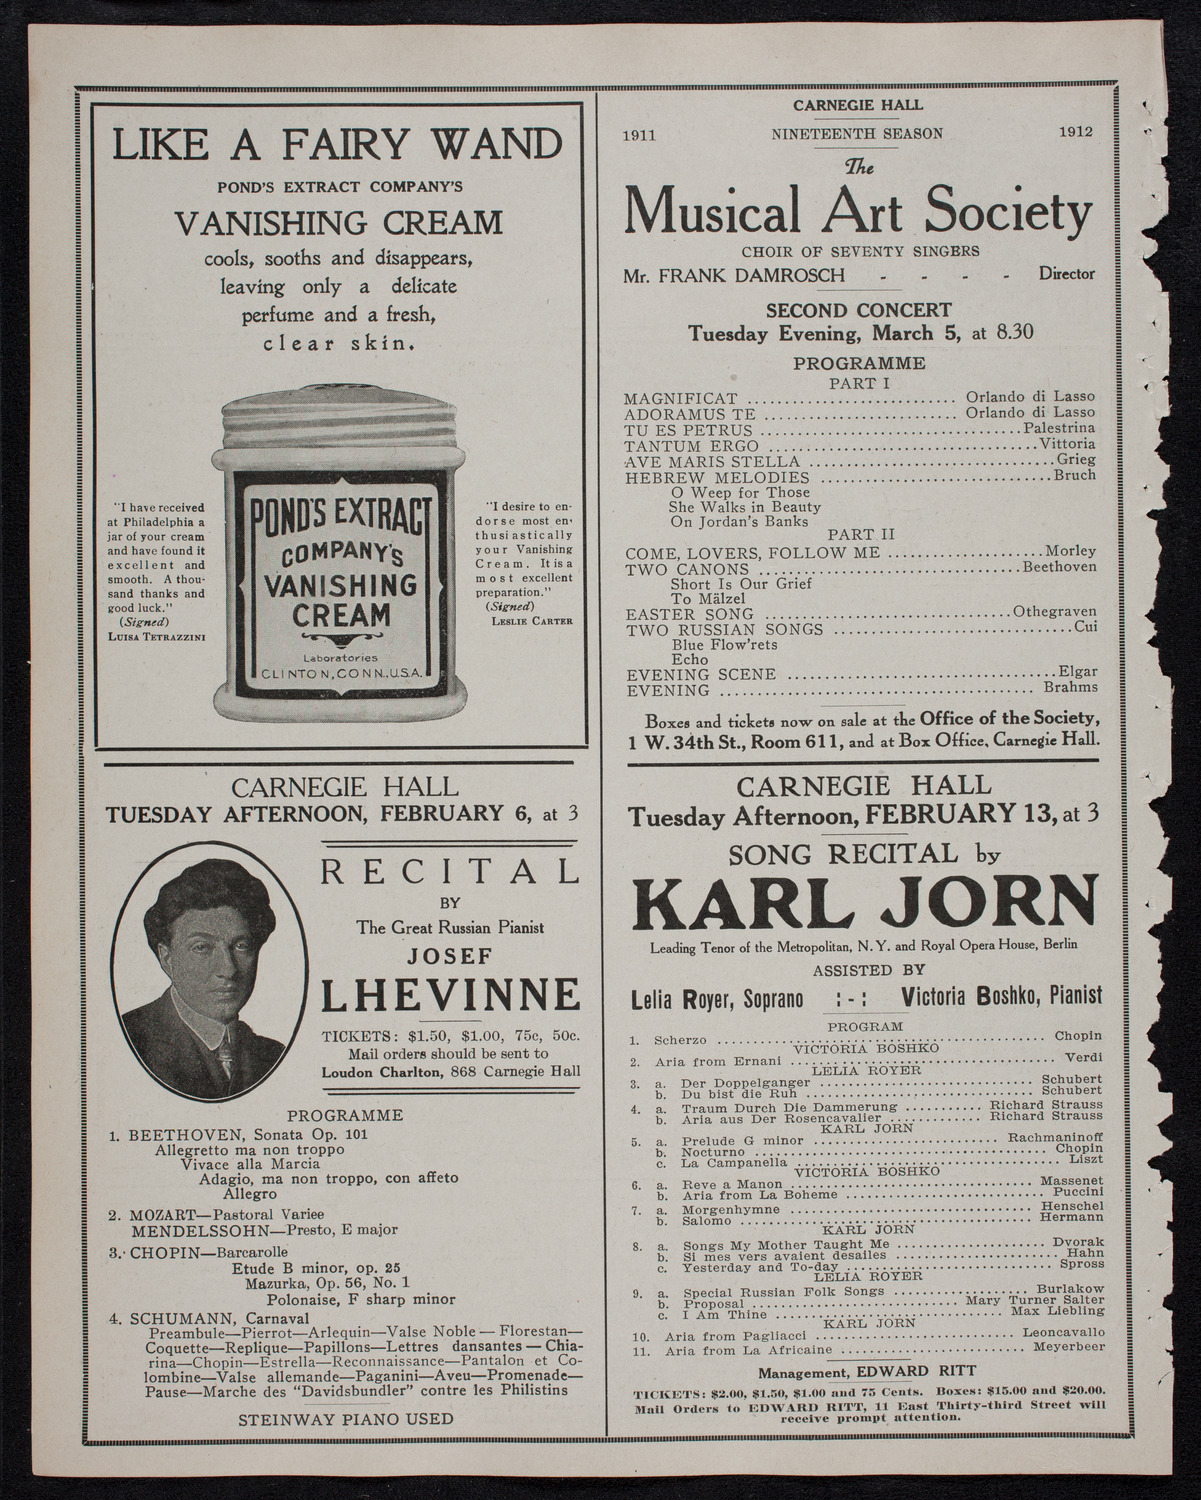 LIKE A FAIRY WAND
POND'S EXTRACT COMPANY'S
VANISHING CREAM
cools, sooths and disappears,
leaving only a delicate
perfume and a fresh,
clear skin.
"I have received
at Philadelphia a
jar of your cream
and have found it
excellent and
smooth. A thou-
sand thanks and
good luck."
(Signed)
LUISA TETRAZZINI
POND'S EXTRACT
COMPANY'S
VANISHING
CREAM
Laboratories
CLINTON, CONN., U.S.A.
"I desire to en-
dorse most en-
thusiastically
your Vanishing
Cream. It is a
most excellent
preparation."
(Signed)
LESLIE CARTER
CARNEGIE HALL
TUESDAY AFTERNOON, FEBRUARY 6, at 3
RECITAL
BY
The Great Russian Pianist
JOSEF
LHEVINNE
TICKETS: $1.50, $1.00, 75c, 50c.
Mail orders should be sent to
Loudon Charlton, 868 Carnegie Hall
PROGRAMME
1. BEETHOVEN, Sonata Op. 101
Allegretto ma non troppo
Vivace alla Marcia
Adagio, ma non troppo, con affeto
Allegro
2. MOZART—Pastoral Variee
MENDELSSOHN—Presto, E major
3. CHOPIN—Barcarolle
Etude B minor, op. 25
Mazurka, Op. 56, No. 1
Polonaise, F sharp minor
4. SCHUMANN, Carnaval
Preambule—Pierrot—Arlequin—Valse Noble—Florestan—
Coquette—Replique—Papillons—Lettres dansantes—Chia-
rina—Chopin—Estrella—Reconnaissance—Pantalon et Co-
lombine—Valse allemande—Paganini—Aveu—Promenade—
Pause—Marche des "Davidsbundler" contre les Philistins
STEINWAY PIANO USED
CARNEGIE HALL
1911 NINETEENTH SEASON 1912
The
Musical Art Society
CHOIR OF SEVENTY SINGERS
Mr. FRANK DAMROSCH - - - - Director
SECOND CONCERT
Tuesday Evening, March 5, at 8.30
PROGRAMME
PART I
MAGNIFICAT .......... Orlando di Lasso
ADORAMUS TE .......... Orlando di Lasso
TU ES PETRUS .......... Palestrina
TANTUM ERGO .......... Vittoria
AVE MARIS STELLA .......... Grieg
HEBREW MELODIES .......... Bruch
O Weep for Those
She Walks in Beauty
On Jordan's Banks
PART II
COME, LOVERS, FOLLOW ME .......... Morley
TWO CANONS .......... Beethoven
Short Is Our Grief
To Mälzel
EASTER SONG .......... Othegraven
TWO RUSSIAN SONGS .......... Cui
Blue Flow'rets
Echo
EVENING SCENE .......... Elgar
EVENING .......... Brahms
Boxes and tickets now on sale at the Office of the Society,
1 W. 34th St., Room 611, and at Box Office, Carnegie Hall.
CARNEGIE HALL
Tuesday Afternoon, FEBRUARY 13, at 3
SONG RECITAL by
KARL JORN
Leading Tenor of the Metropolitan, N. Y. and Royal Opera House, Berlin
ASSISTED BY
Lelia Royer, Soprano :-: Victoria Boshko, Pianist
PROGRAM
1. Scherzo .......... Chopin
VICTORIA BOSHKO
2. Aria from Ernani .......... Verdi
LELIA ROYER
3. a. Der Doppelganger .......... Schubert
b. Du bist die Ruh .......... Schubert
4. a. Traum Durch Die Dammerung .......... Richard Strauss
b. Aria aus Der Rosencavalier .......... Richard Strauss
KARL JORN
5. a. Prelude G minor .......... Rachmaninoff
b. Nocturno .......... Chopin
c. La Campanella .......... Liszt
VICTORIA BOSHKO
6. a. Reve a Manon .......... Massenet
b. Aria from La Boheme .......... Puccini
7. a. Morgenhymne .......... Henschel
b. Salomo .......... Hermann
KARL JORN
8. a. Songs My Mother Taught Me .......... Dvorak
b. Si mes vers avaient desailes .......... Hahn
c. Yesterday and To-day .......... Spross
LELIA ROYER
9. a. Special Russian Folk Songs .......... Burlakow
b. Proposal .......... Mary Turner Salter
c. I Am Thine .......... Max Liebling
KARL JORN
10. Aria from Pagliacci .......... Leoncavallo
11. Aria from La Africaine .......... Meyerbeer
Management, EDWARD RITT
TICKETS: $2.00, $1.50, $1.00 and 75 Cents. Boxes: $15.00 and $20.00.
Mail Orders to EDWARD RITT, 11 East Thirty-third Street will
receive prompt attention.